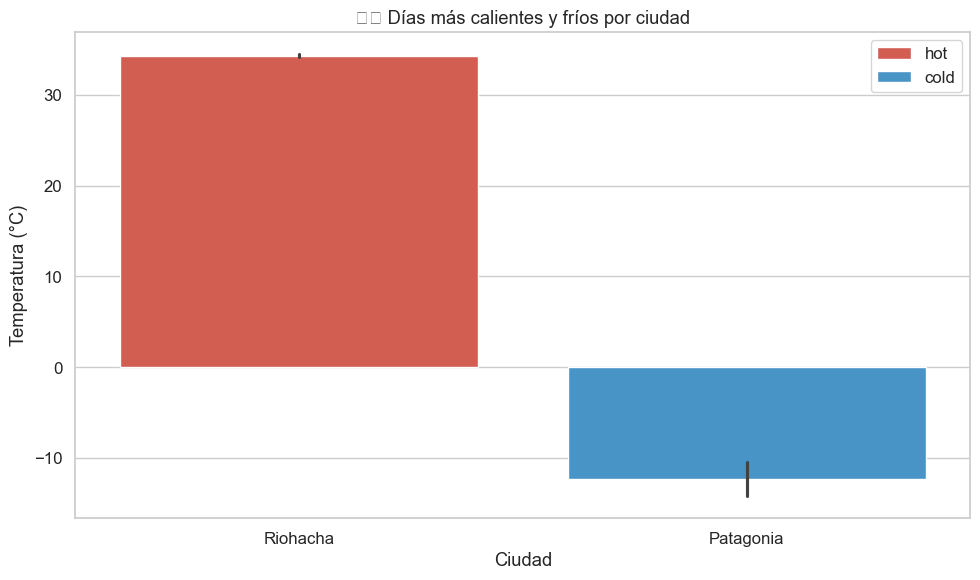 Días más calientes y fríos por ciudad
hot
cold
Temperatura (°C)
30
20
10
0
−10
Riohacha
Patagonia
Ciudad